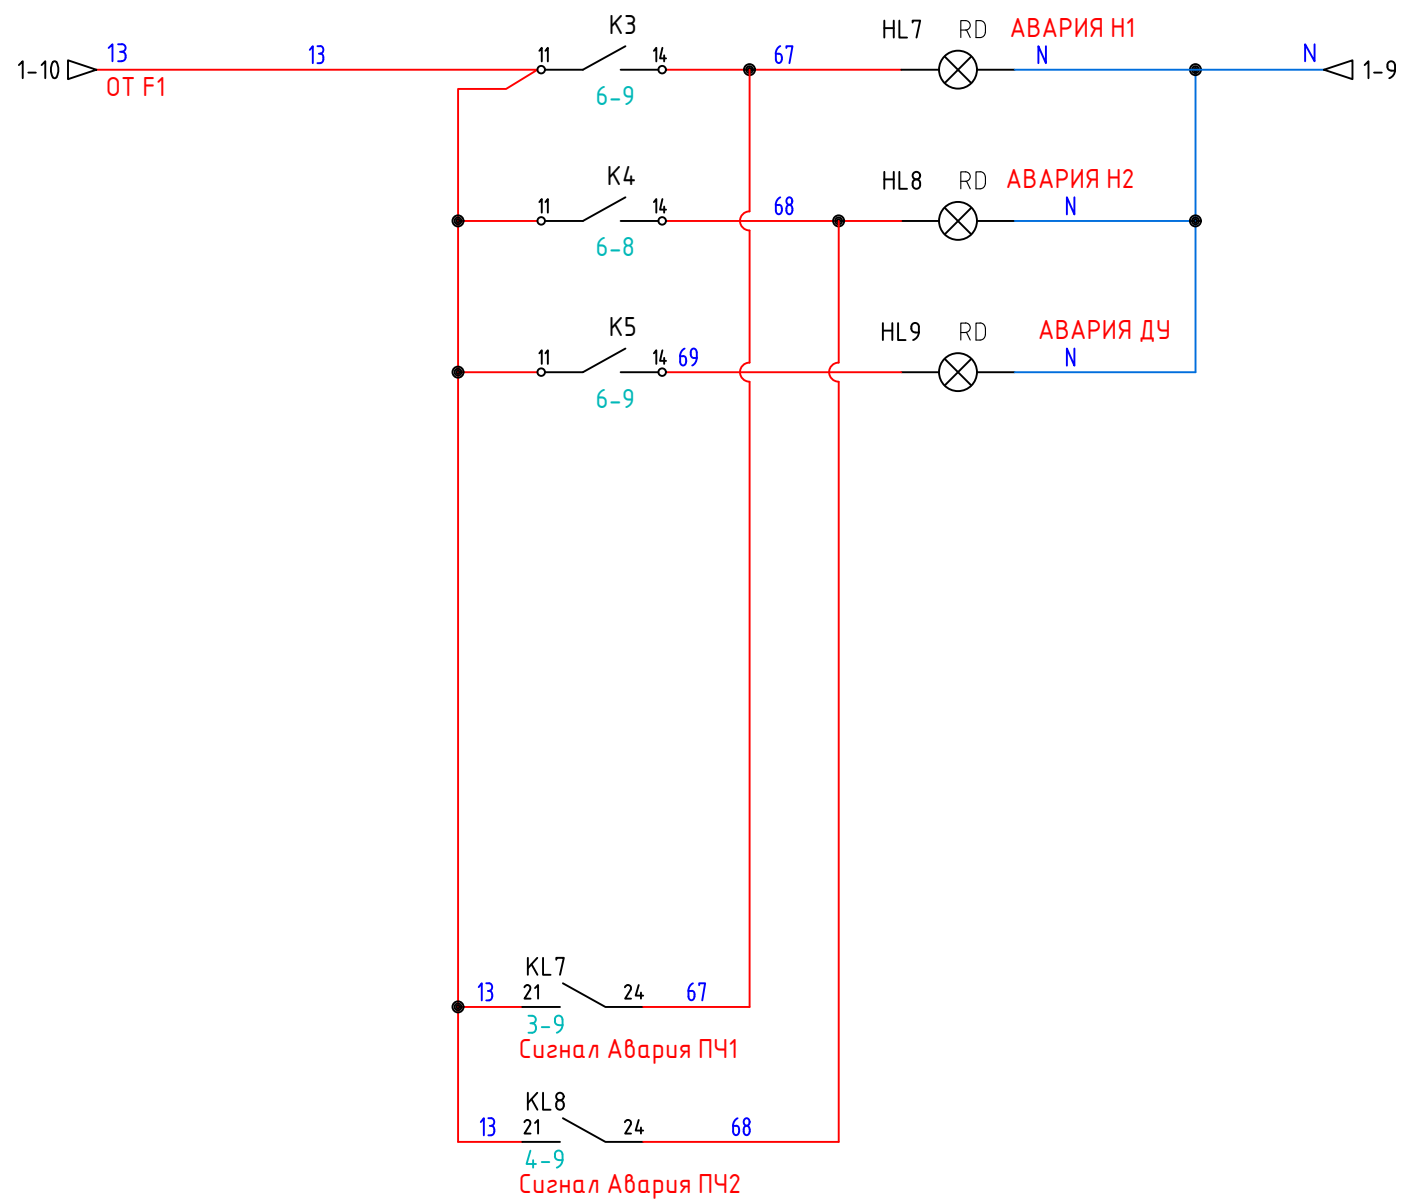 K3
HL7 RD АВАРИЯ Н1
1-10 13 13 11 14 67 N N 1-9
ОТ F1
6-9
K4
HL8 RD АВАРИЯ Н2
11 14 68 N
6-8
K5
HL9 RD АВАРИЯ ДУ
11 14 69 N
6-9
KL7
13 21 24 67
3-9
Сигнал Авария ПЧ1
KL8
13 21 24 68
4-9
Сигнал Авария ПЧ2